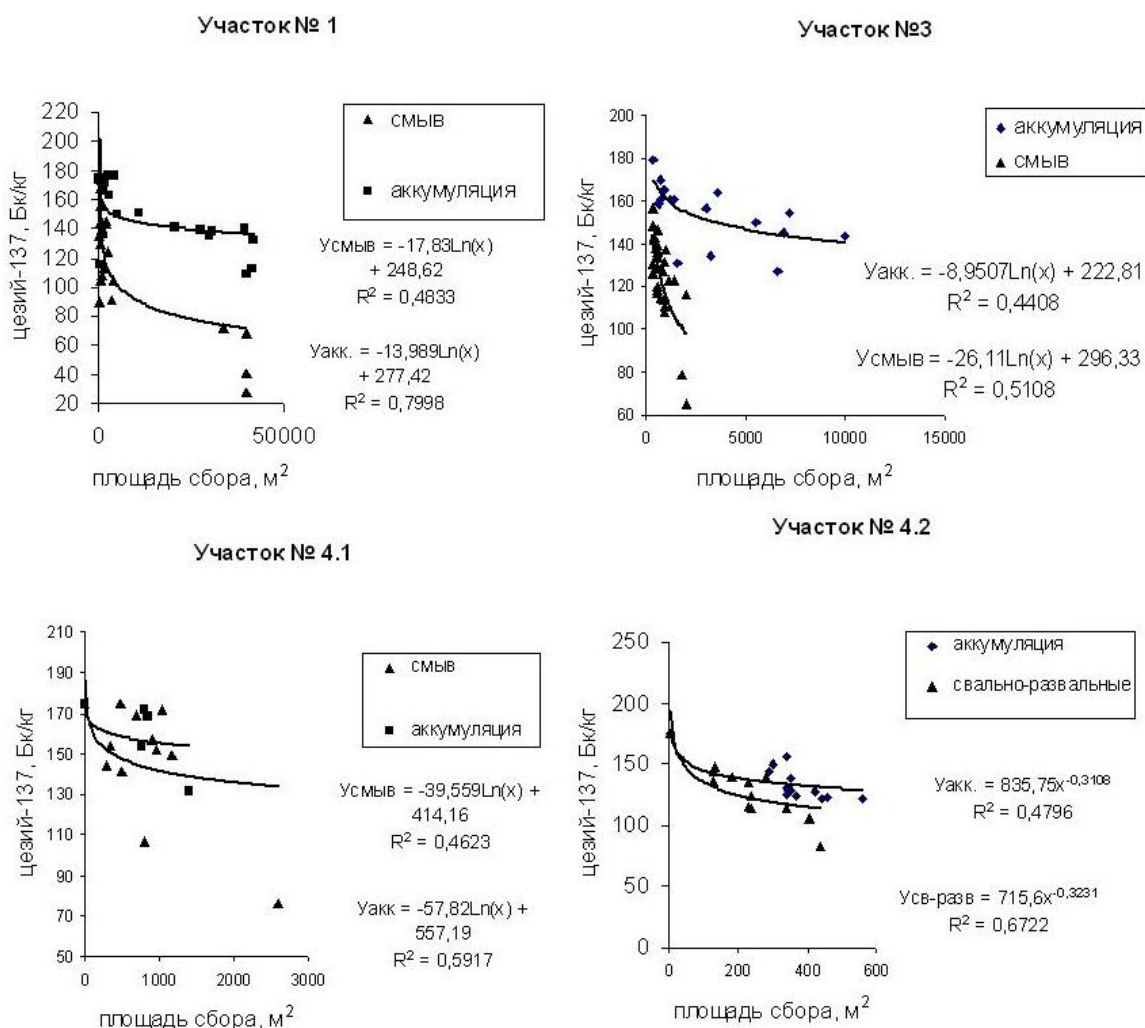 Участок № 1
220
200
180
160
140
120
100
80
60
40
20
0
50000
цезий-137, Бк/кг
площадь сбора, м²
смыв
аккумуляция
Усмыв = -17,83Ln(x)
+ 248,62
R² = 0,4833
Уакк. = -13,989Ln(x)
+ 277,42
R² = 0,7998
Участок №3
200
180
160
140
120
100
80
60
0
5000
10000
15000
цезий-137, Бк/кг
площадь сбора, м²
аккумуляция
смыв
Уакк. = -8,9507Ln(x) + 222,81
R² = 0,4408
Усмыв = -26,11Ln(x) + 296,33
R² = 0,5108
Участок № 4.1
210
190
170
150
130
110
90
70
50
0
1000
2000
3000
цезий-137, Бк/кг
площадь сбора, м²
смыв
аккумуляция
Усмыв = -39,559Ln(x) +
414,16
R² = 0,4623
Уакк = -57,82Ln(x) +
557,19
R² = 0,5917
Участок № 4.2
250
200
150
100
50
0
0
200
400
600
цезий-137, Бк/кг
площадь сбора, м²
аккумуляция
свально-развальные
Уакк. = 835,75x^-0,3108
R² = 0,4796
Усв-разв = 715,6x^-0,3231
R² = 0,6722